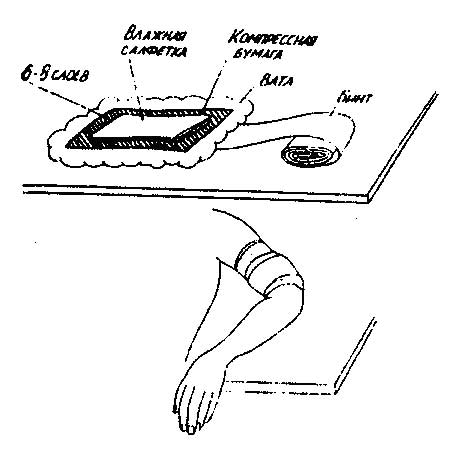 Влажная
салфетка
Компрессная
бумага
6-8 слоев
Вата
Бинт